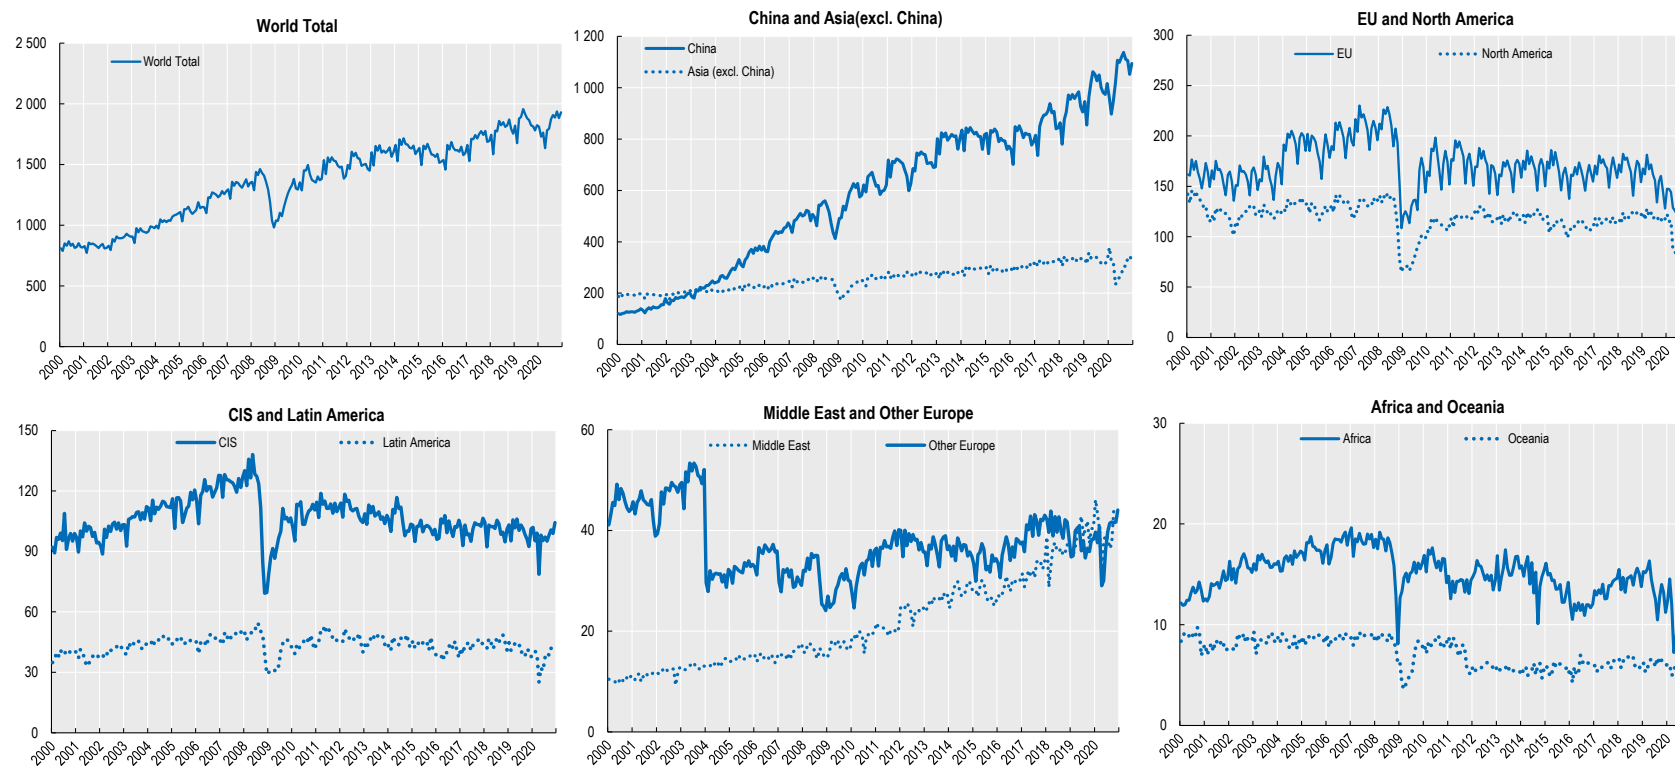 World Total
2 500
2 000
1 500
1 000
500
0
World Total
2000 2001 2002 2003 2004 2005 2006 2007 2008 2009 2010 2011 2012 2013 2014 2015 2016 2017 2018 2019 2020
China and Asia(excl. China)
1 200
1 000
800
600
400
200
0
China
Asia (excl. China)
2000 2001 2002 2003 2004 2005 2006 2007 2008 2009 2010 2011 2012 2013 2014 2015 2016 2017 2018 2019 2020
EU and North America
300
250
200
150
100
50
0
EU North America
2000 2001 2002 2003 2004 2005 2006 2007 2008 2009 2010 2011 2012 2013 2014 2015 2016 2017 2018 2019 2020
CIS and Latin America
150
120
90
60
30
0
CIS Latin America
2000 2001 2002 2003 2004 2005 2006 2007 2008 2009 2010 2011 2012 2013 2014 2015 2016 2017 2018 2019 2020
Middle East and Other Europe
60
40
20
0
Middle East Other Europe
2000 2001 2002 2003 2004 2005 2006 2007 2008 2009 2010 2011 2012 2013 2014 2015 2016 2017 2018 2019 2020
Africa and Oceania
30
20
10
0
Africa Oceania
2000 2001 2002 2003 2004 2005 2006 2007 2008 2009 2010 2011 2012 2013 2014 2015 2016 2017 2018 2019 2020